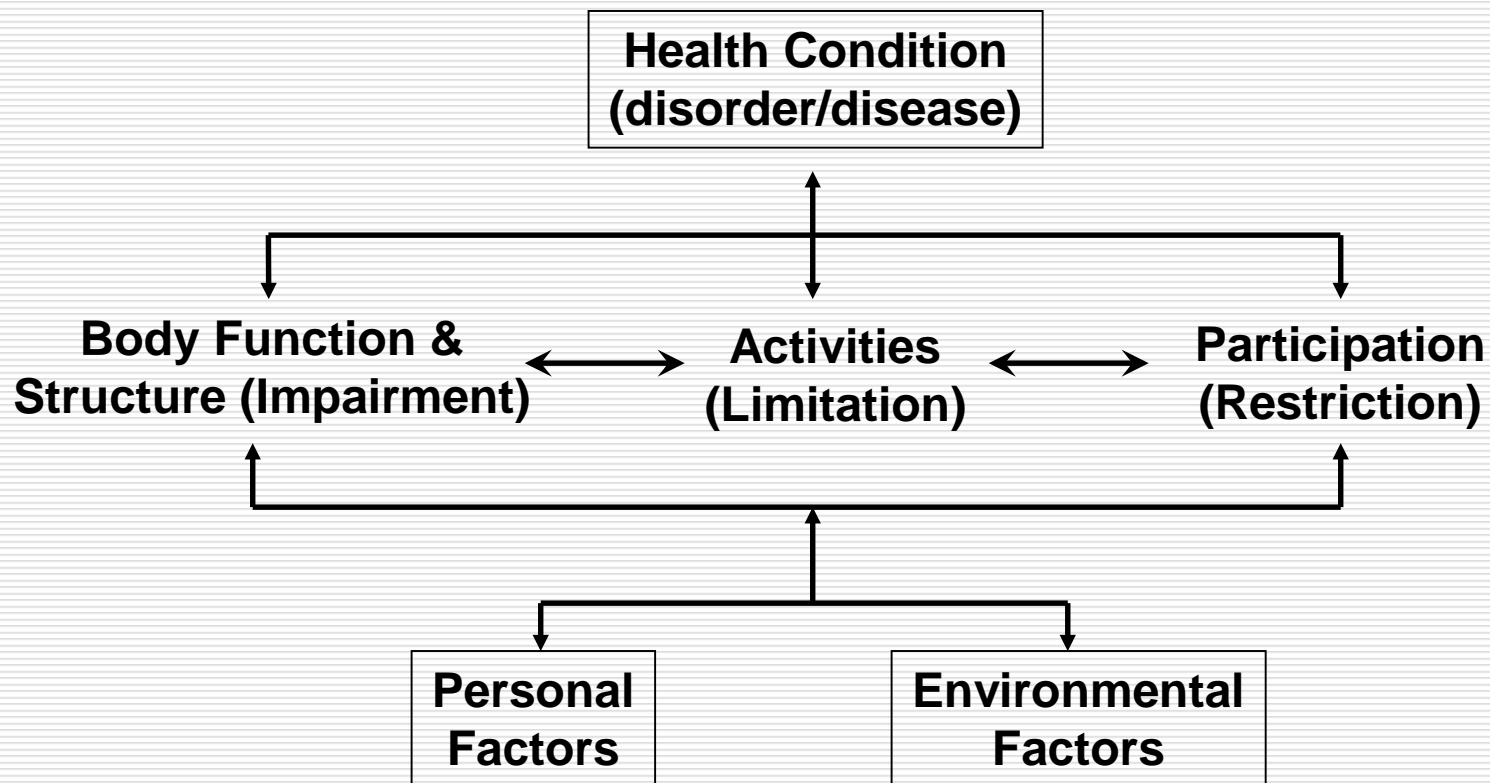 Health Condition
(disorder/disease)
Body Function &
Structure (Impairment)
Activities
(Limitation)
Participation
(Restriction)
Personal
Factors
Environmental
Factors